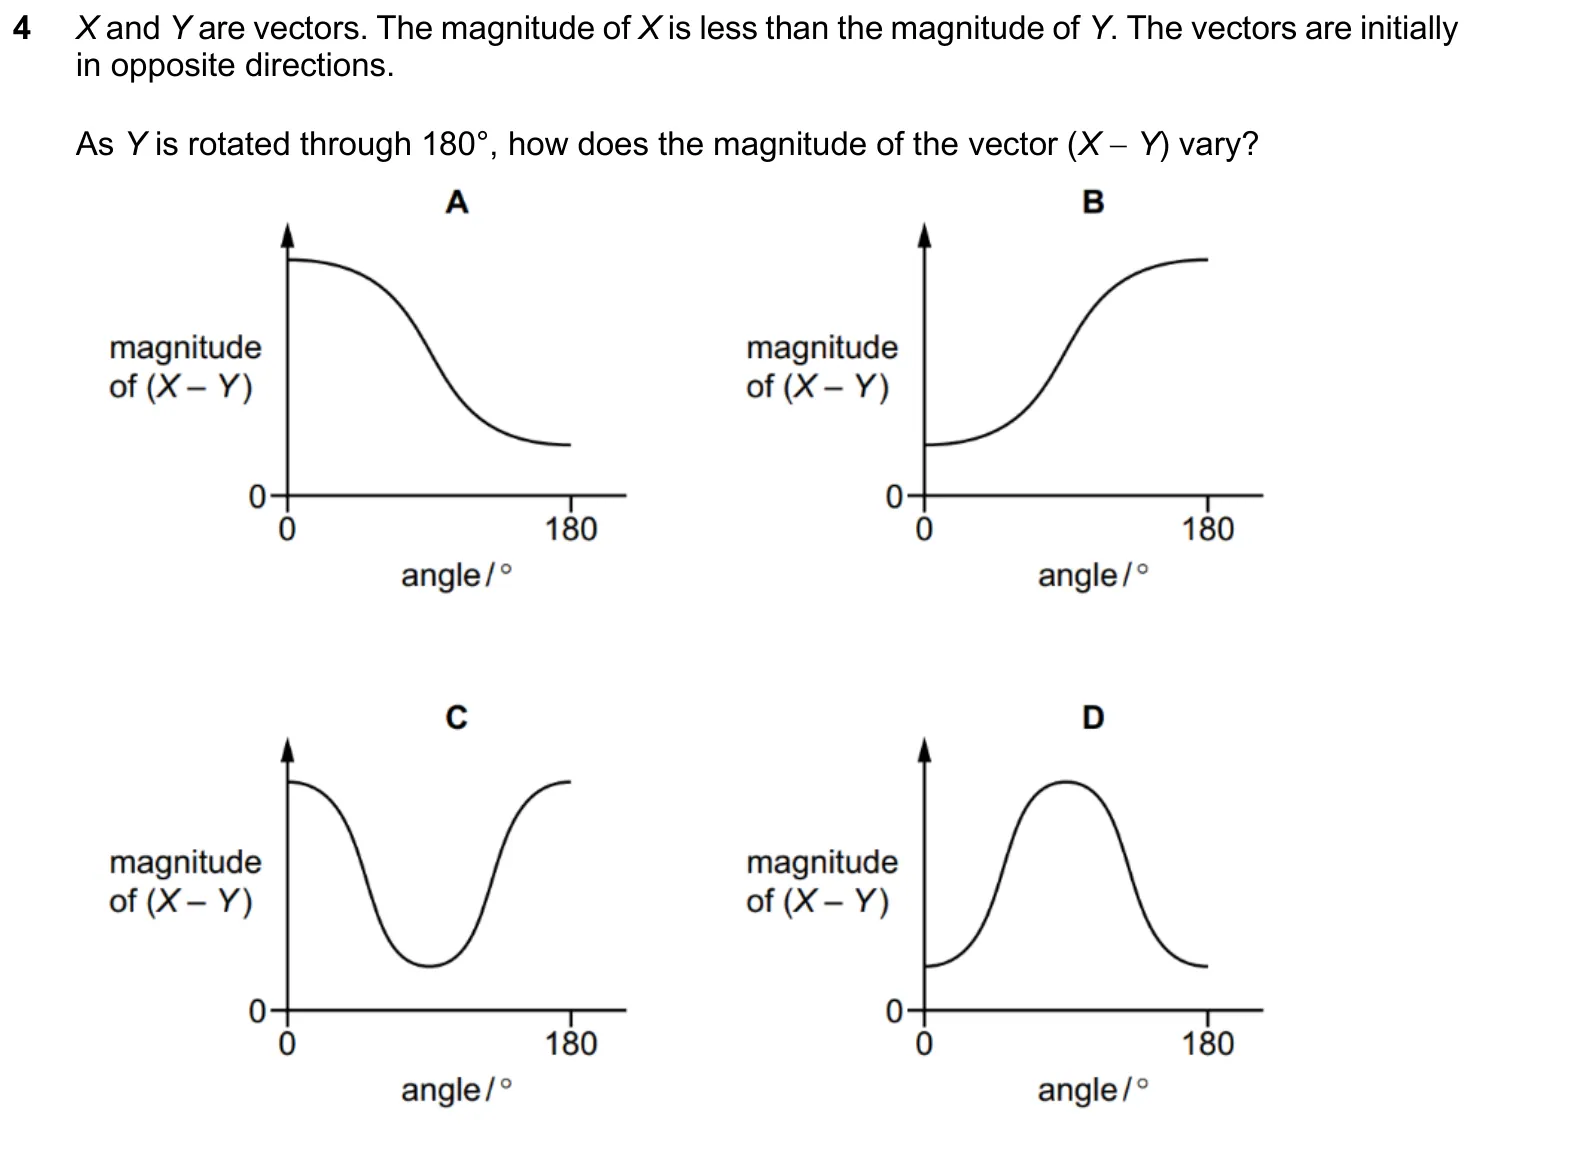 4 X and Y are vectors. The magnitude of X is less than the magnitude of Y. The vectors are initially
in opposite directions.
As Y is rotated through 180°, how does the magnitude of the vector (X – Y) vary?
A
magnitude
of (X – Y)
0
0
180
angle/°
B
magnitude
of (X – Y)
0
0
180
angle/°
C
magnitude
of (X – Y)
0
0
180
angle/°
D
magnitude
of (X – Y)
0
0
180
angle/°